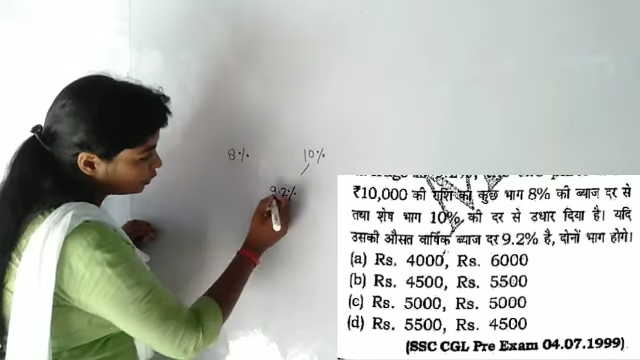 8%
10%
9.2%
₹10,000 की राशि का कुछ भाग 8% की ब्याज दर से
तथा शेष भाग 10% की दर से उधार दिया है। यदि
उसकी औसत वार्षिक ब्याज दर 9.2% है, दोनों भाग होंगे।
(a) Rs. 4000, Rs. 6000
(b) Rs. 4500, Rs. 5500
(c) Rs. 5000, Rs. 5000
(d) Rs. 5500, Rs. 4500
(SSC CGL Pre Exam 04.07.1999)